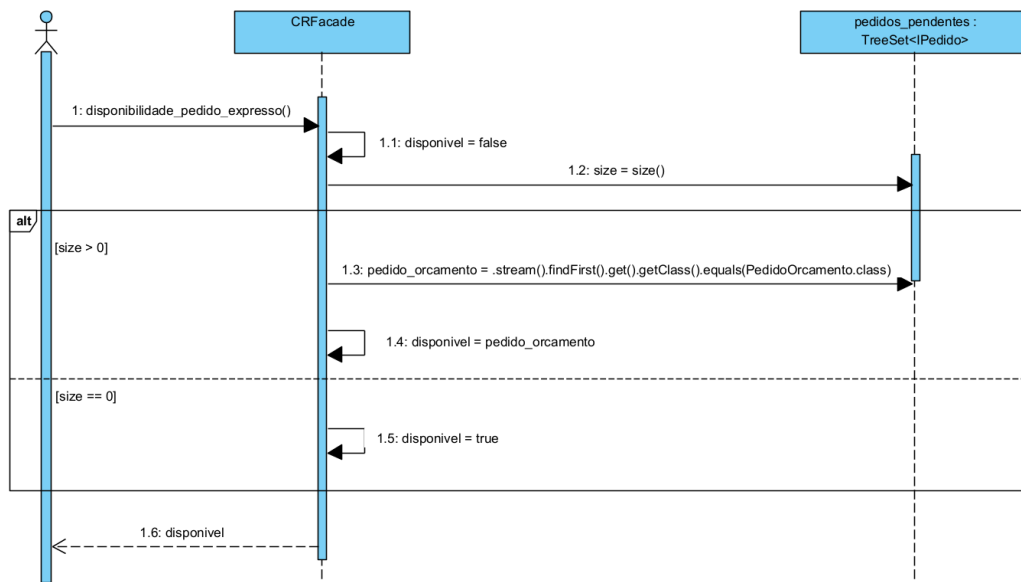 CRFacade
pedidos_pendentes :
TreeSet<IPedido>
1: disponibilidade_pedido_expresso()
1.1: disponivel = false
1.2: size = size()
alt
[size > 0]
1.3: pedido_orcamento = .stream().findFirst().get().getClass().equals(PedidoOrcamento.class)
1.4: disponivel = pedido_orcamento
[size == 0]
1.5: disponivel = true
1.6: disponivel